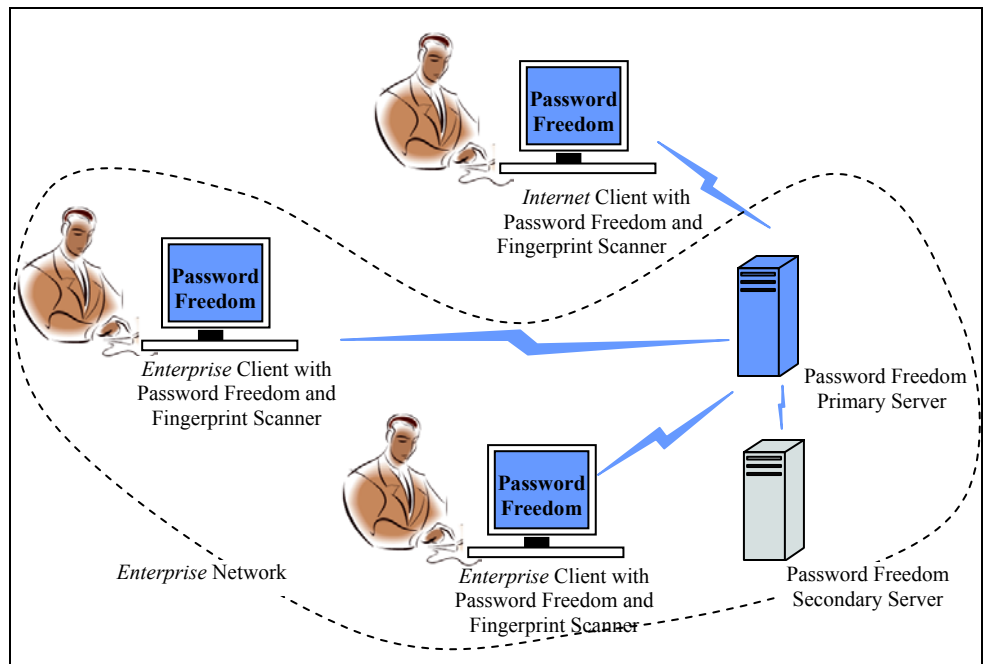 Password
Freedom
Internet Client with
Password Freedom and
Fingerprint Scanner
Password
Freedom
Enterprise Client with
Password Freedom and
Fingerprint Scanner
Password Freedom
Primary Server
Password
Freedom
Enterprise Client with
Password Freedom and
Fingerprint Scanner
Enterprise Network
Password Freedom
Secondary Server